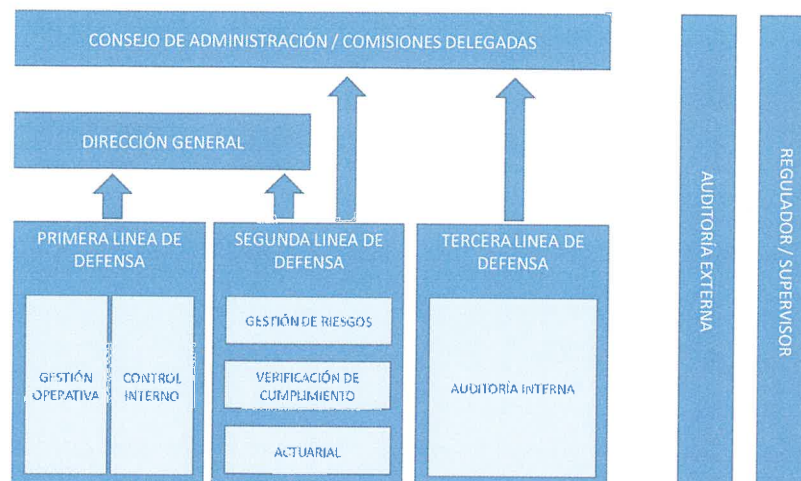 CONSEJO DE ADMINISTRACIÓN / COMISIONES DELEGADAS
DIRECCIÓN GENERAL
PRIMERA LINEA DE
DEFENSA
GESTIÓN
OPERATIVA
CONTROL
INTERNO
SEGUNDA LINEA DE
DEFENSA
GESTIÓN DE RIESGOS
VERIFICACIÓN DE
CUMPLIMIENTO
ACTUARIAL
TERCERA LINEA DE
DEFENSA
AUDITORÍA INTERNA
AUDITORÍA EXTERNA
REGULADOR / SUPERVISOR